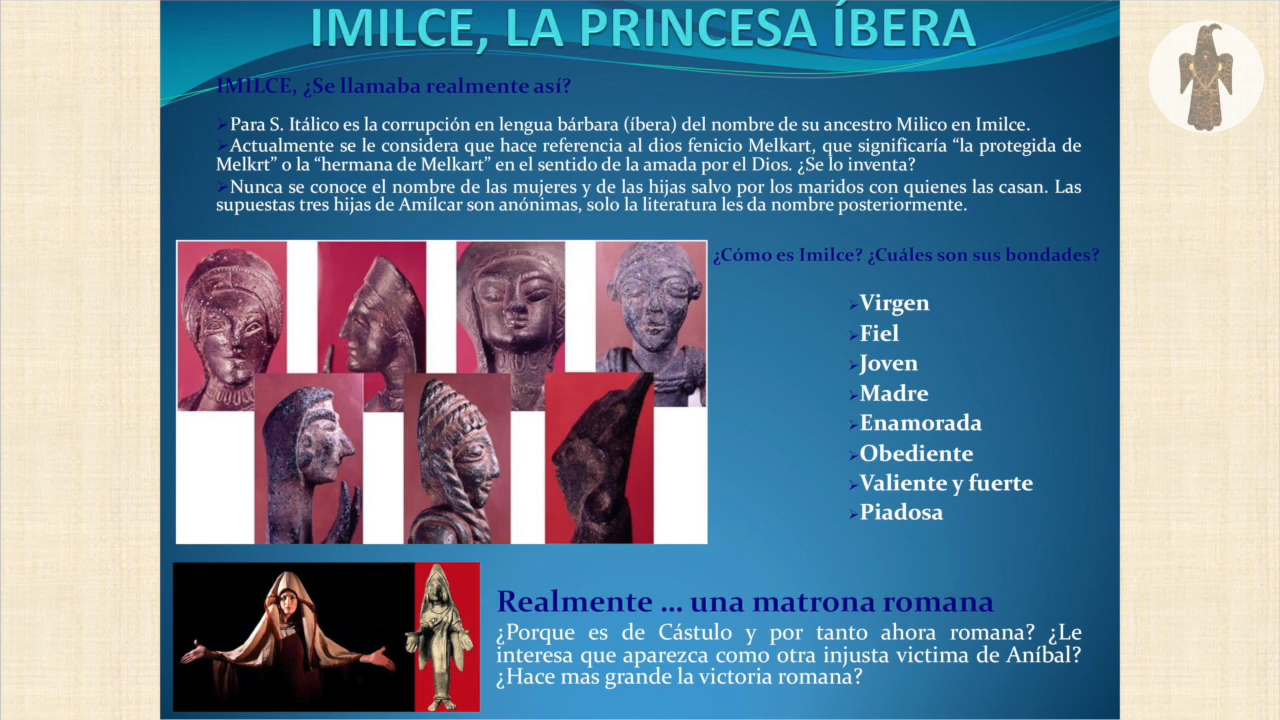 IMILCE, LA PRINCESA ÍBERA
IMILCE, ¿Se llamaba realmente así?
Para S. Itálico es la corrupción en lengua bárbara (íbera) del nombre de su ancestro Milico en Imilce.
Actualmente se le considera que hace referencia al dios fenicio Melkart, que significaría “la protegida de
Melkrt” o la “hermana de Melkart” en el sentido de la amada por el Dios. ¿Se lo inventa?
Nunca se conoce el nombre de las mujeres y de las hijas salvo por los maridos con quienes las casan. Las
supuestas tres hijas de Amílcar son anónimas, solo la literatura les da nombre posteriormente.
¿Cómo es Imilce? ¿Cuáles son sus bondades?
Virgen
Fiel
Joven
Madre
Enamorada
Obediente
Valiente y fuerte
Piadosa
Realmente ... una matrona romana
¿Porque es de Cástulo y por tanto ahora romana? ¿Le
interesa que aparezca como otra injusta victima de Aníbal?
¿Hace mas grande la victoria romana?